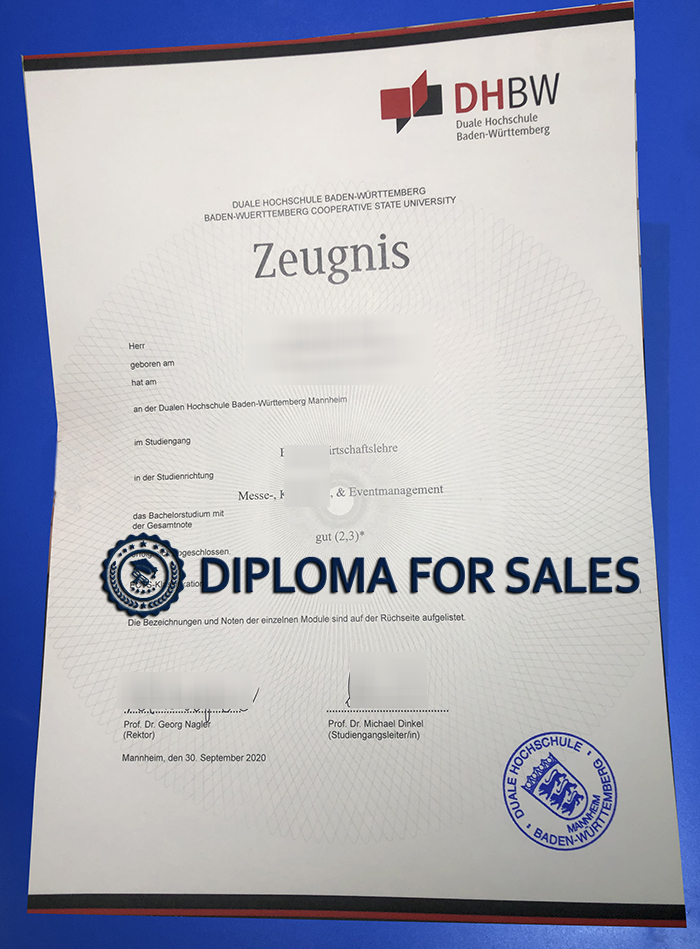 DHBW
Duale Hochschule
Baden-Württemberg
DUALE HOCHSCHULE BADEN-WÜRTTEMBERG
BADEN-WUERTTEMBERG COOPERATIVE STATE UNIVERSITY
Zeugnis
Herr
geboren am
hat am
an der Dualen Hochschule Baden-Württemberg Mannheim
im Studiengang
irtschaftslehre
in der Studienrichtung
Messe-, K , & Eventmanagement
das Bachelorstudium mit
der Gesamtnote
gut (2,3)*
DIPLOMA FOR SALES
Die Bezeichnungen und Noten der einzelnen Module sind auf der Rückseite aufgelistet.
Prof. Dr. Georg Nagler
(Rektor)
Prof. Dr. Michael Dinkel
(Studiengangsleiter/in)
Mannheim, den 30. September 2020
DUALE HOCHSCHULE
MANNHEIM
BADEN-WÜRTTEMBERG